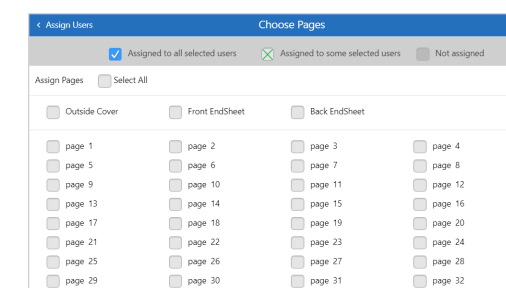 < Assign Users Choose Pages
Assigned to all selected users Assigned to some selected users Not assigned
Assign Pages Select All
Outside Cover Front EndSheet Back EndSheet
page 1 page 2 page 3 page 4
page 5 page 6 page 7 page 8
page 9 page 10 page 11 page 12
page 13 page 14 page 15 page 16
page 17 page 18 page 19 page 20
page 21 page 22 page 23 page 24
page 25 page 26 page 27 page 28
page 29 page 30 page 31 page 32